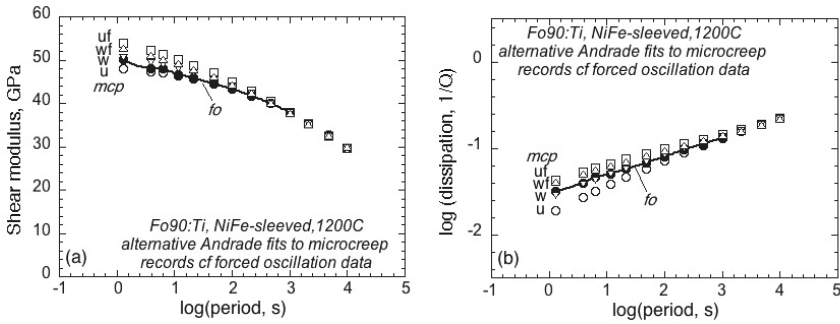 60
50
40
30
20
10
0
Shear modulus, GPa
uf
wf
w
u
mcp
fo
Fo90:Ti, NiFe-sleeved,1200C
alternative Andrade fits to microcreep
records cf forced oscillation data
(a)
-1 0 1 2 3 4 5
log(period, s)
Fo90:Ti, NiFe-sleeved,1200C
alternative Andrade fits to microcreep
records cf forced oscillation data
0
-1
-2
log (dissipation, 1/Q)
mcp
uf
wf
w
u
fo
(b)
-1 0 1 2 3 4 5
log(period, s)